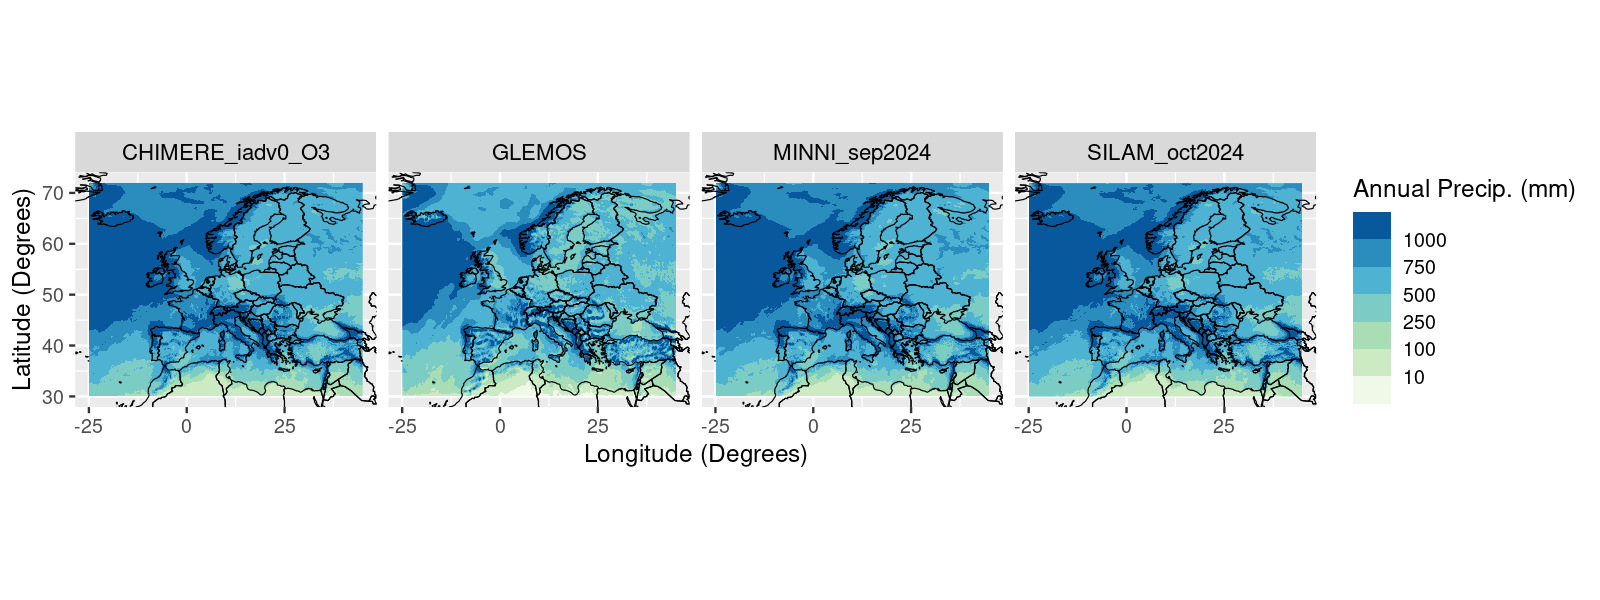 CHIMERE_iadv0_O3 GLEMOS MINNI_sep2024 SILAM_oct2024
Annual Precip. (mm)
1000
750
500
250
100
10
Latitude (Degrees)
70
60
50
40
30
-25 0 25 -25 0 25 -25 0 25 -25 0 25
Longitude (Degrees)